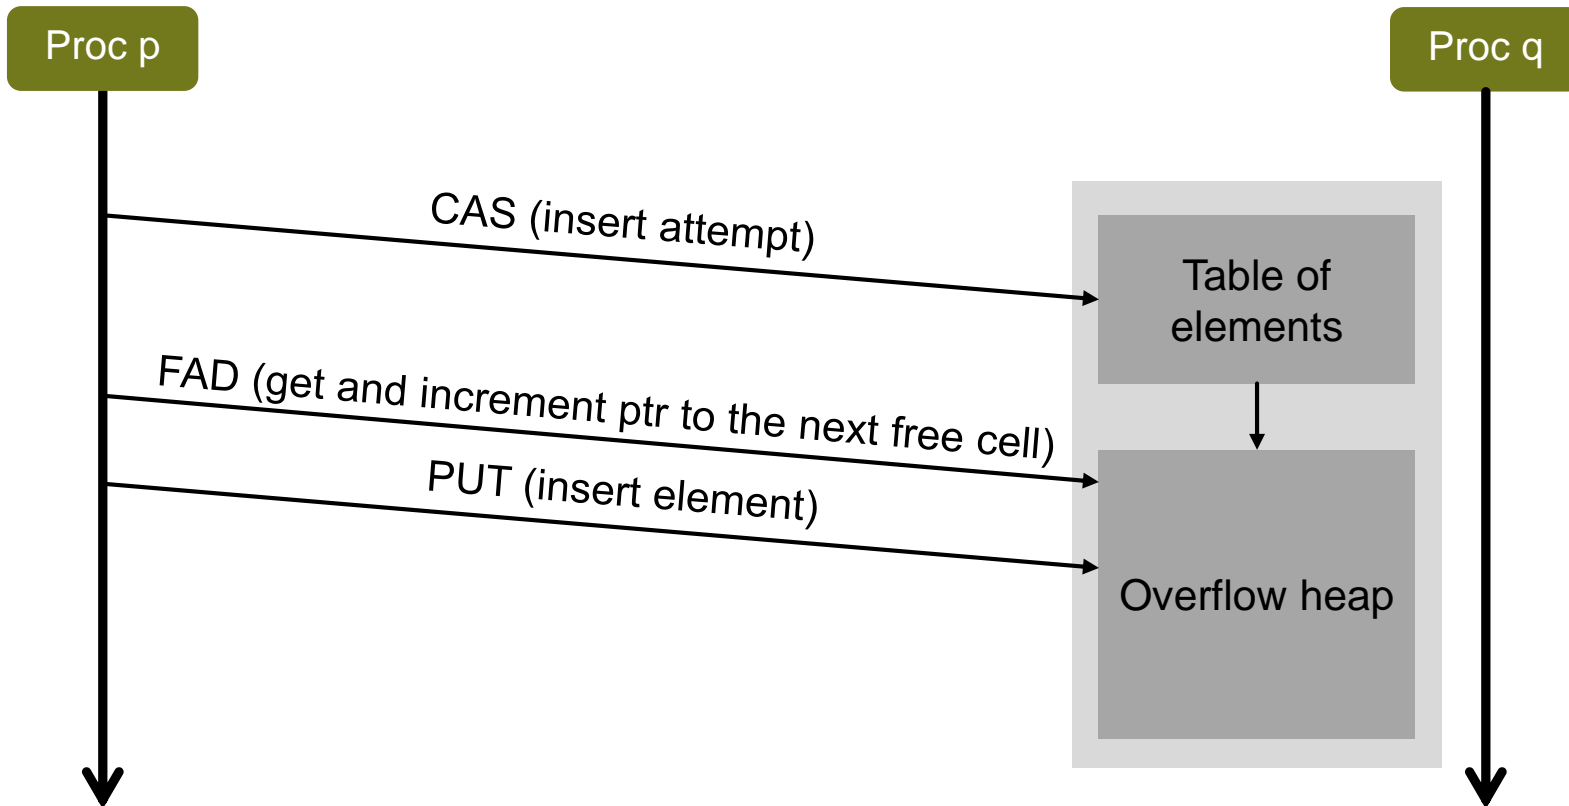 Proc p
Proc q
CAS (insert attempt)
Table of
elements
FAD (get and increment ptr to the next free cell)
PUT (insert element)
Overflow heap